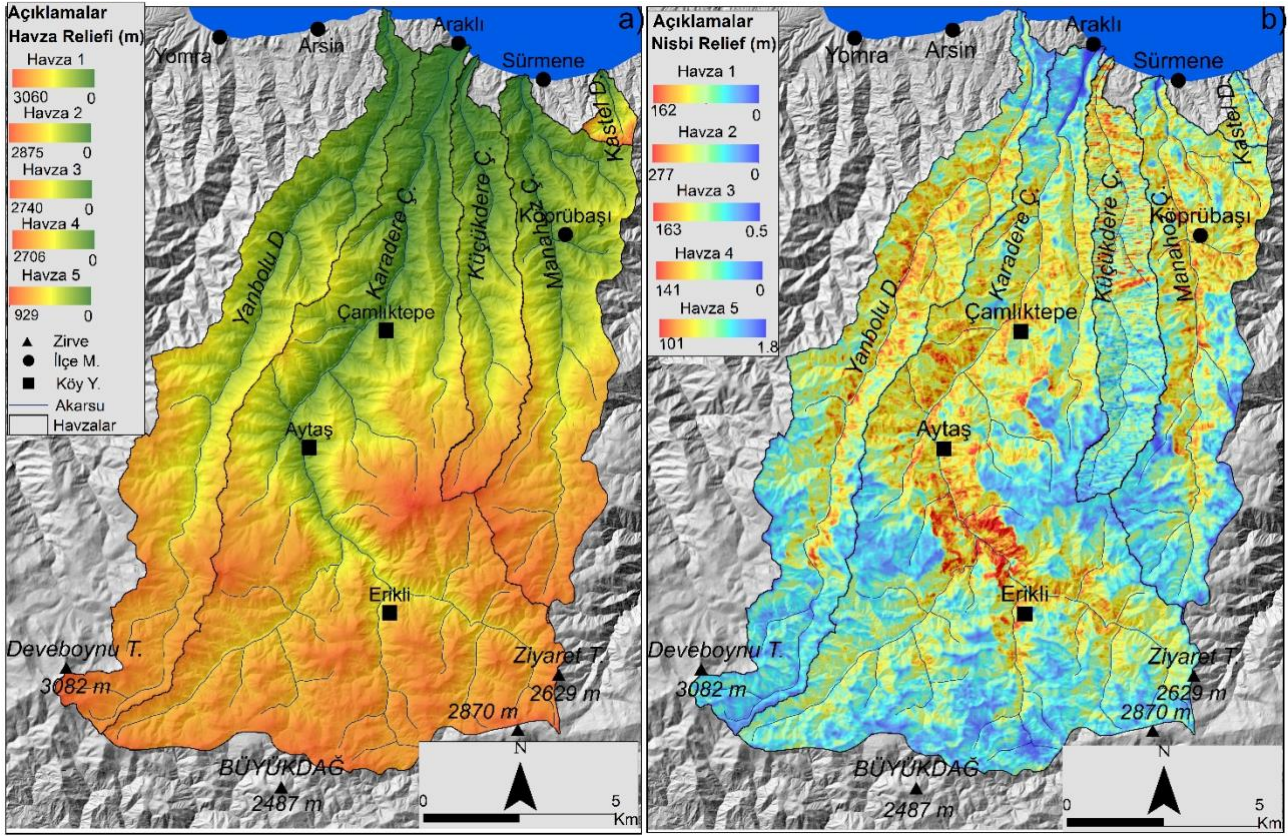 Açıklamalar
Havza Reliefi (m)
Havza 1
3060 0
Havza 2
2875 0
Havza 3
2740 0
Havza 4
2706 0
Havza 5
929 0
Zirve
İlçe M.
Köy Y.
Akarsu
Havzalar
a)
Yomra
Arsin
Araklı
Sürmene
Kastel D.
Köprübaşı
Manahoz Ç.
Küçükdere Ç.
Karadere Ç.
Yanbolu D.
Çamlıktepe
Aytaş
Erikli
Deveboynu T.
3082 m
Ziyaret T.
2629 m
2870 m
BÜYÜKDAĞ
2487 m
N
0 5
Km
Açıklamalar
Nisbi Relief (m)
Havza 1
162 0
Havza 2
277 0
Havza 3
163 0.5
Havza 4
141 0
Havza 5
101 1.8
b)
Yomra
Arsin
Araklı
Sürmene
Kastel D.
Köprübaşı
Manahoz Ç.
Küçükdere Ç.
Karadere Ç.
Yanbolu D.
Çamlıktepe
Aytaş
Erikli
Deveboynu T.
3082 m
Ziyaret T.
2629 m
2870 m
BÜYÜKDAĞ
2487 m
N
0 5
Km